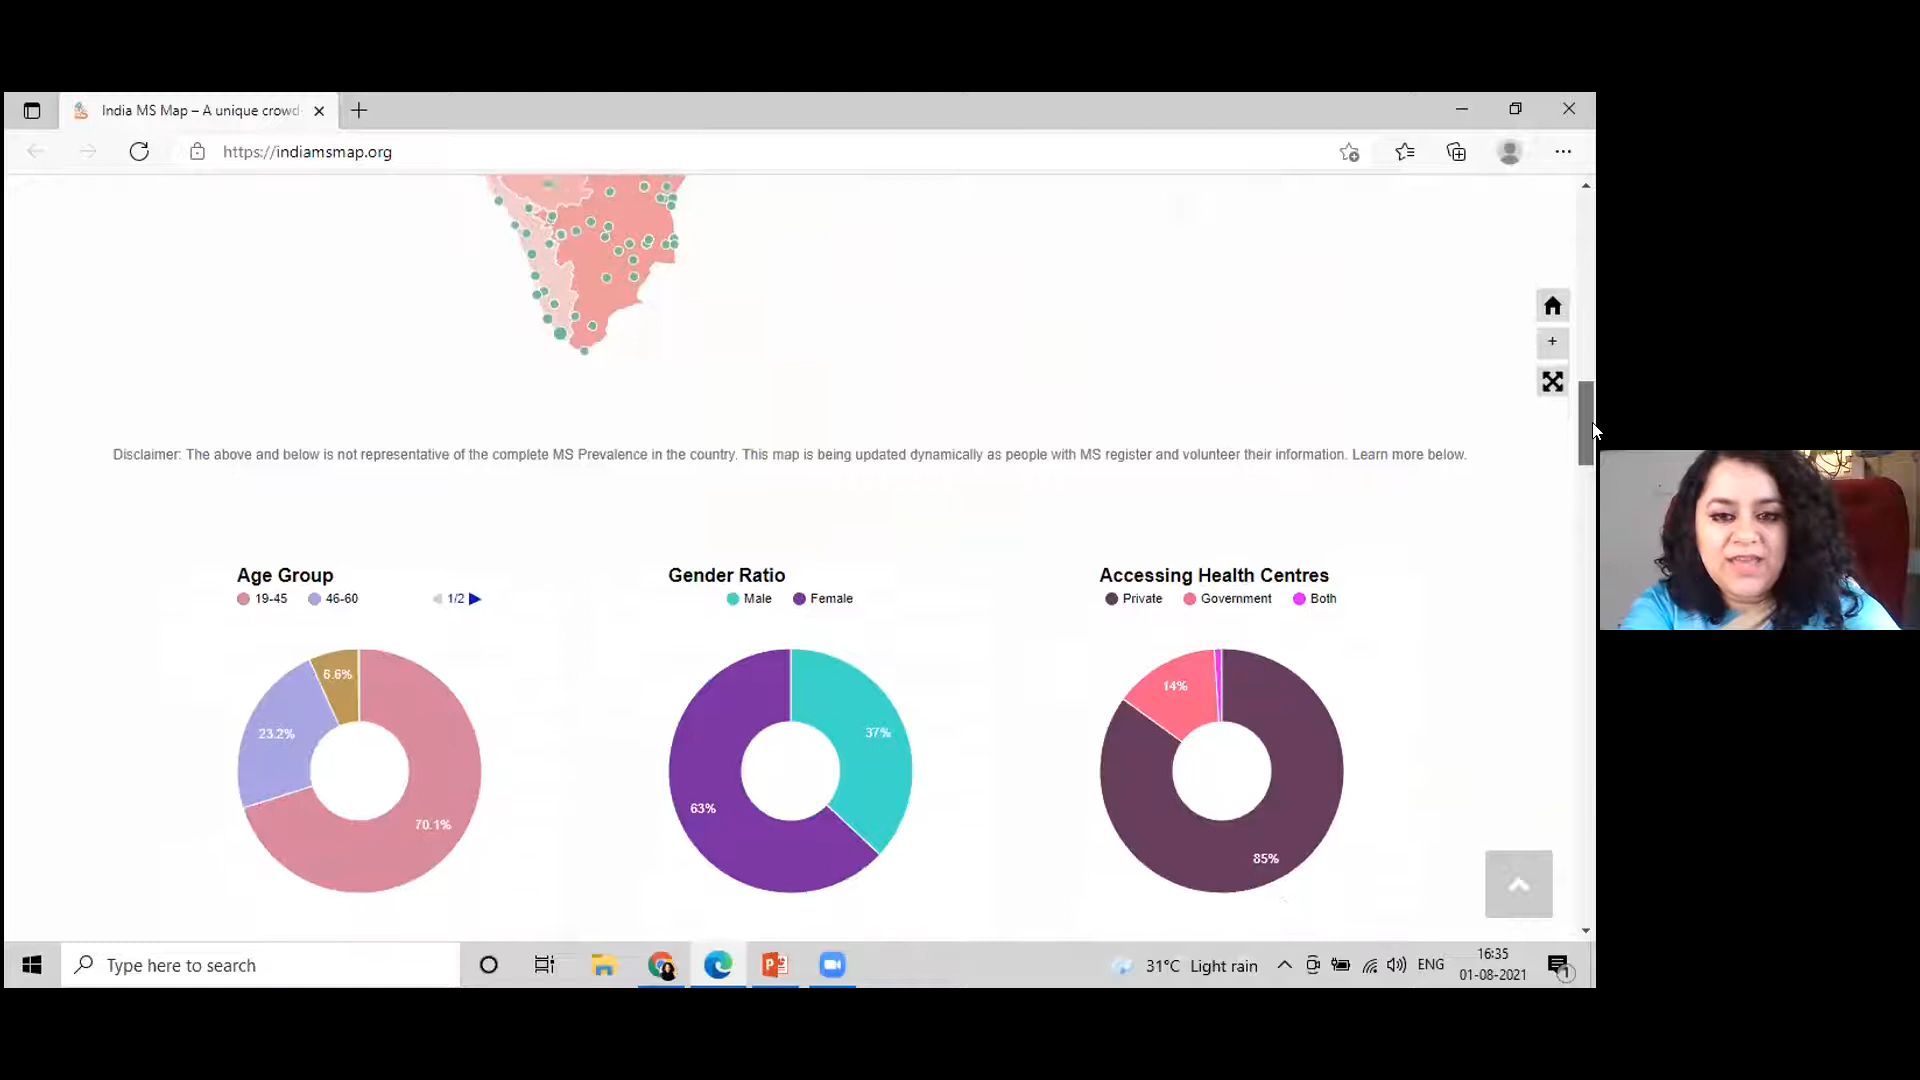 India MS Map – A unique crowd
https://indiamsmap.org
+
Disclaimer: The above and below is not representative of the complete MS Prevalence in the country. This map is being updated dynamically as people with MS register and volunteer their information. Learn more below.
Age Group
19-45 46-60 1/2
6.6%
23.2%
70.1%
Gender Ratio
Male Female
37%
63%
Accessing Health Centres
Private Government Both
14%
85%
Type here to search
31°C Light rain
ENG
16:35
01-08-2021
1